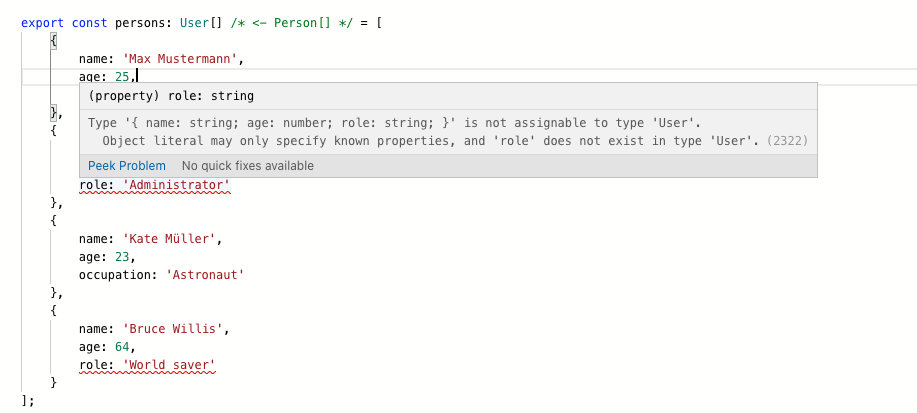 export const persons: User[] /* <- Person[] */ = [
{
name: 'Max Mustermann',
age: 25,
(property) role: string
Type '{ name: string; age: number; role: string; }' is not assignable to type 'User'.
Object literal may only specify known properties, and 'role' does not exist in type 'User'. (2322)
Peek Problem No quick fixes available
},
{
role: 'Administrator'
},
{
name: 'Kate Müller',
age: 23,
occupation: 'Astronaut'
},
{
name: 'Bruce Willis',
age: 64,
role: 'World saver'
}
];